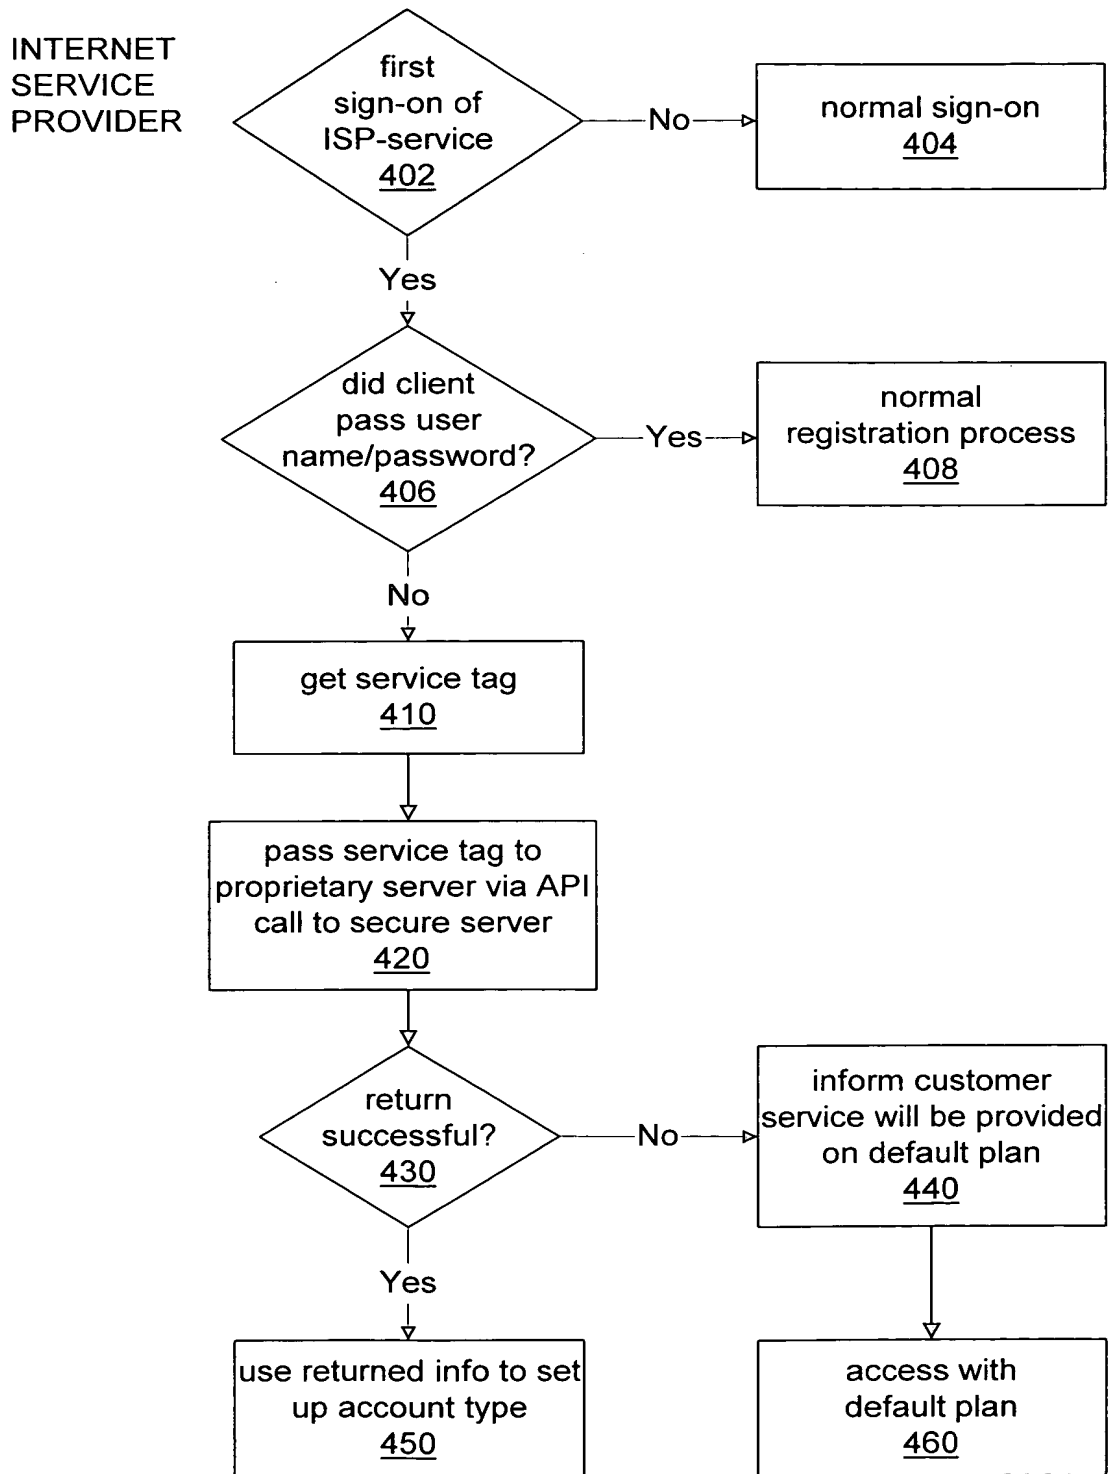 INTERNET
SERVICE
PROVIDER
first
sign-on of
ISP-service
402
No
normal sign-on
404
Yes
did client
pass user
name/password?
406
Yes
normal
registration process
408
No
get service tag
410
pass service tag to
proprietary server via API
call to secure server
420
return
successful?
430
No
inform customer
service will be provided
on default plan
440
Yes
use returned info to set
up account type
450
access with
default plan
460